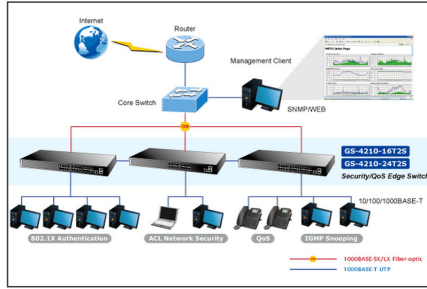 Internet
Router
Management Client
Core Switch
SNMP/WEB
GS-4210-16T2S
GS-4210-24T2S
Security/QoS Edge Switch
10/100/1000BASE-T
802.1X Authentication
ACL Network Security
QoS
IGMP Snooping
1000BASE-SX/LX Fiber-optic
1000BASE-T UTP